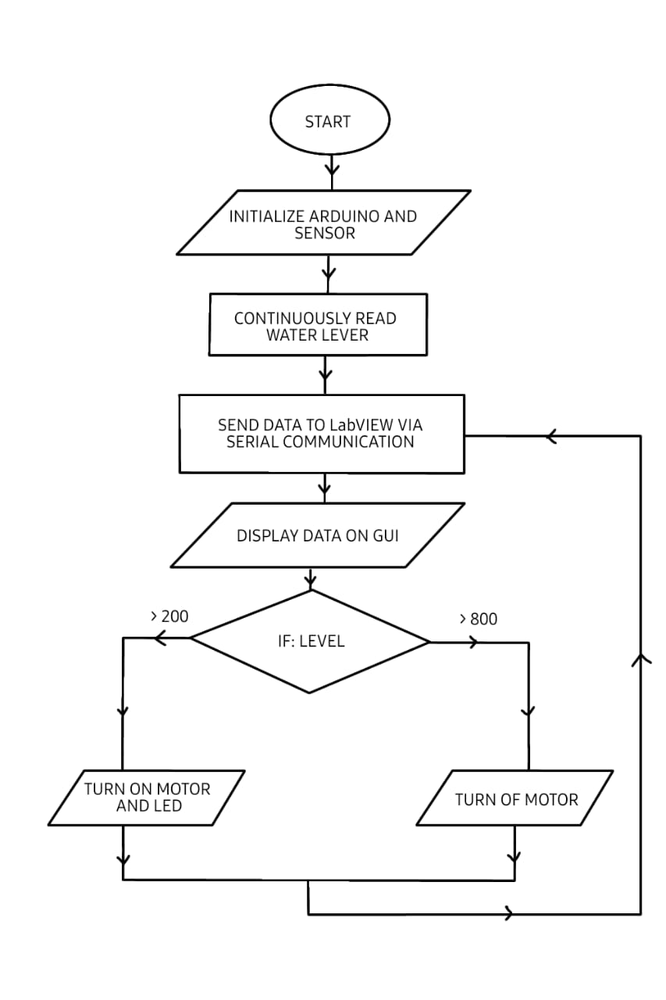 START
INITIALIZE ARDUINO AND
SENSOR
CONTINUOUSLY READ
WATER LEVER
SEND DATA TO LabVIEW VIA
SERIAL COMMUNICATION
DISPLAY DATA ON GUI
> 200
> 800
IF: LEVEL
TURN ON MOTOR
AND LED
TURN OF MOTOR